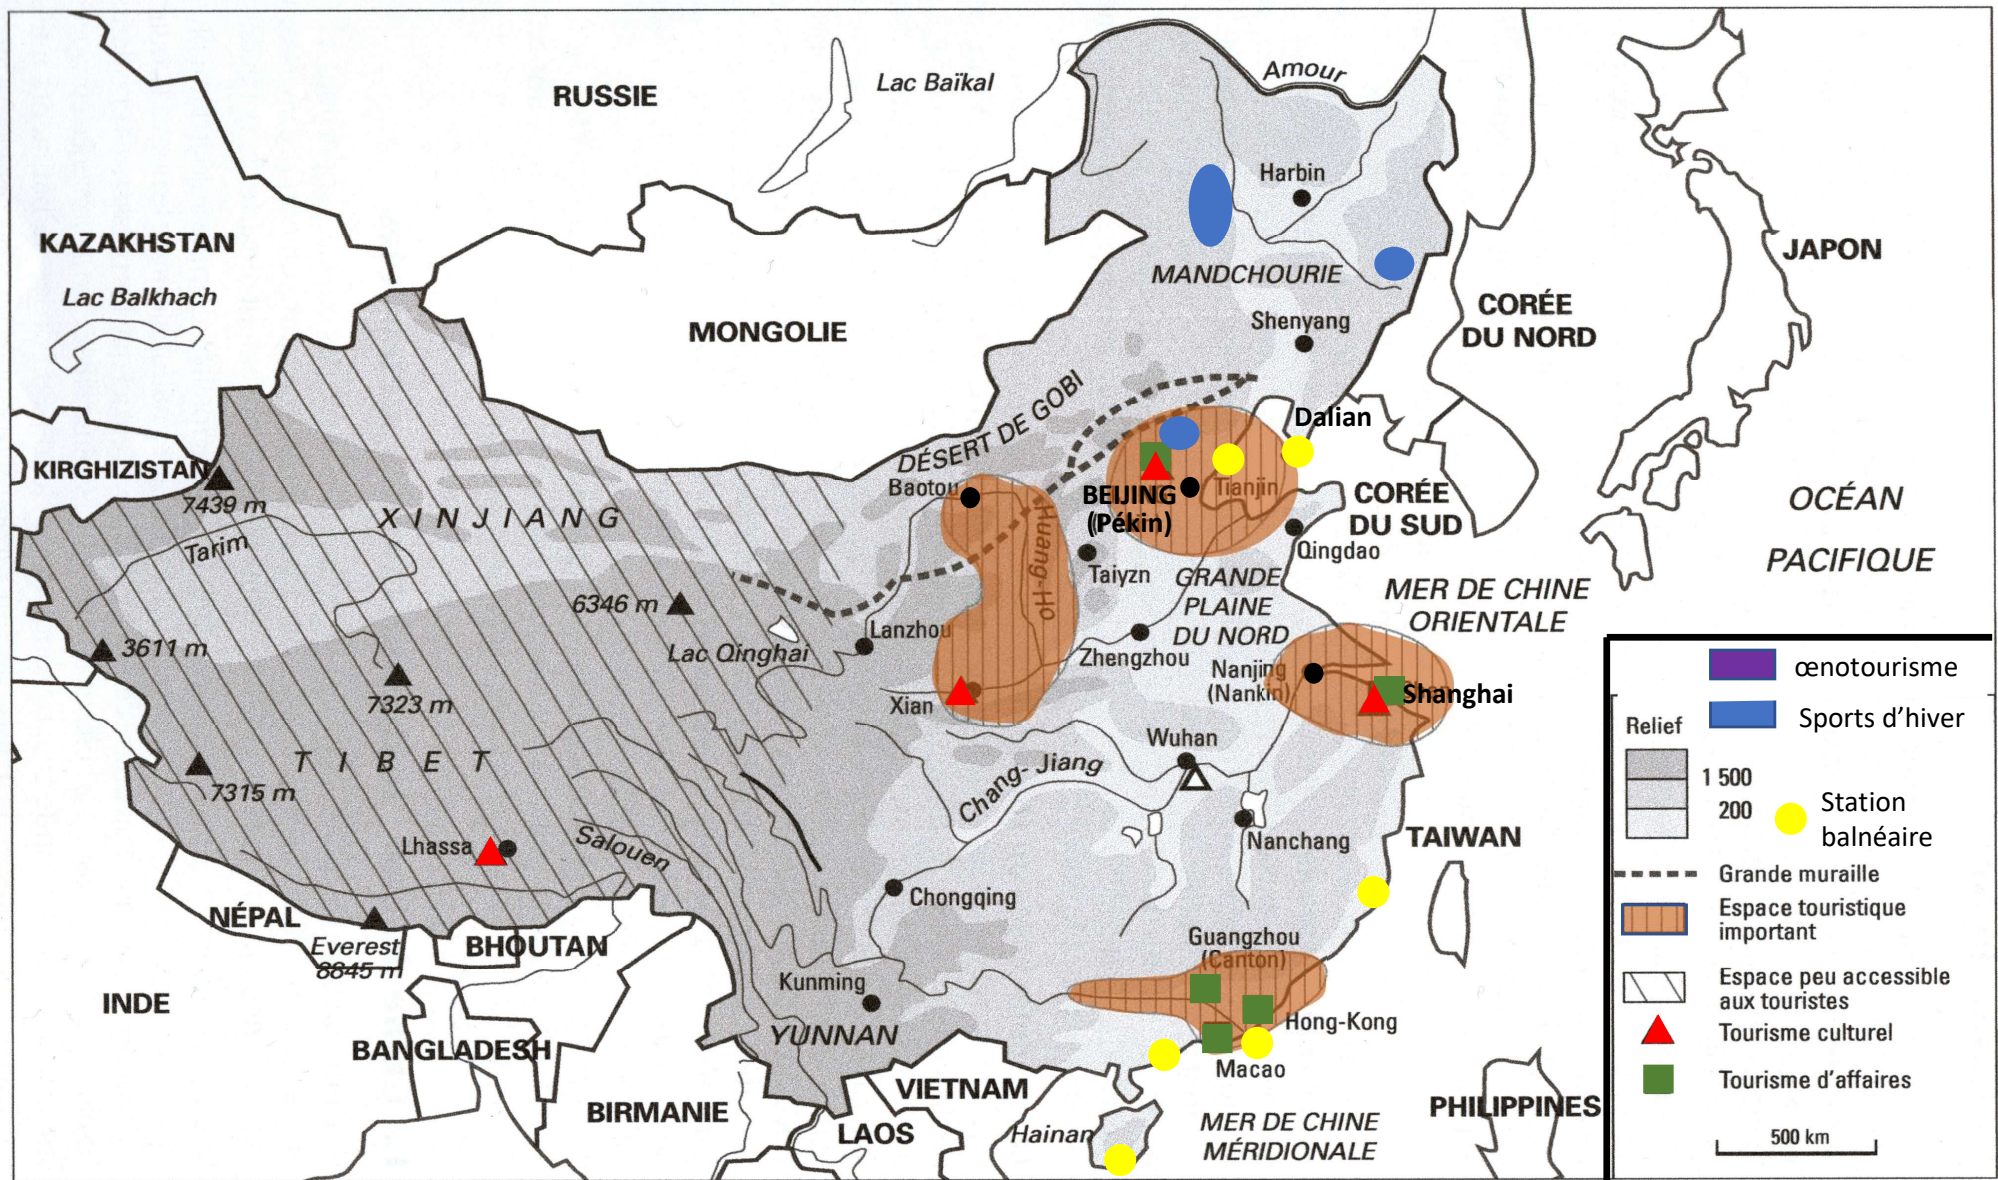 RUSSIE
Lac Baïkal
Amour
Harbin
KAZAKHSTAN
Lac Balkhach
MONGOLIE
MANDCHOURIE
Shenyang
CORÉE
DU NORD
JAPON
DÉSERT DE GOBI
Dalian
KIRGHIZISTAN
7439 m
Baotou
BEIJING
(Pékin)
Tianjin
CORÉE
DU SUD
OCÉAN
PACIFIQUE
XINJIANG
Tarim
Huang-Ho
Taiyzn
Qingdao
GRANDE
PLAINE
DU NORD
MER DE CHINE
ORIENTALE
6346 m
Lac Qinghai
Lanzhou
Zhengzhou
3611 m
7323 m
Xian
Nanjing
(Nankin)
Shanghai
TIBET
7315 m
Wuhan
Chang-Jiang
Nanchang
TAIWAN
Lhassa
Salouen
Chongqing
NÉPAL
Everest
8845 m
BHOUTAN
Guangzhou
(Canton)
INDE
Kunming
YUNNAN
Hong-Kong
BANGLADESH
Macao
BIRMANIE
VIETNAM
LAOS
Hainan
MER DE CHINE
MÉRIDIONALE
PHILIPPINES
œnotourisme
Sports d’hiver
Relief
1 500
200
Station
balnéaire
Grande muraille
Espace touristique
important
Espace peu accessible
aux touristes
Tourisme culturel
Tourisme d'affaires
500 km